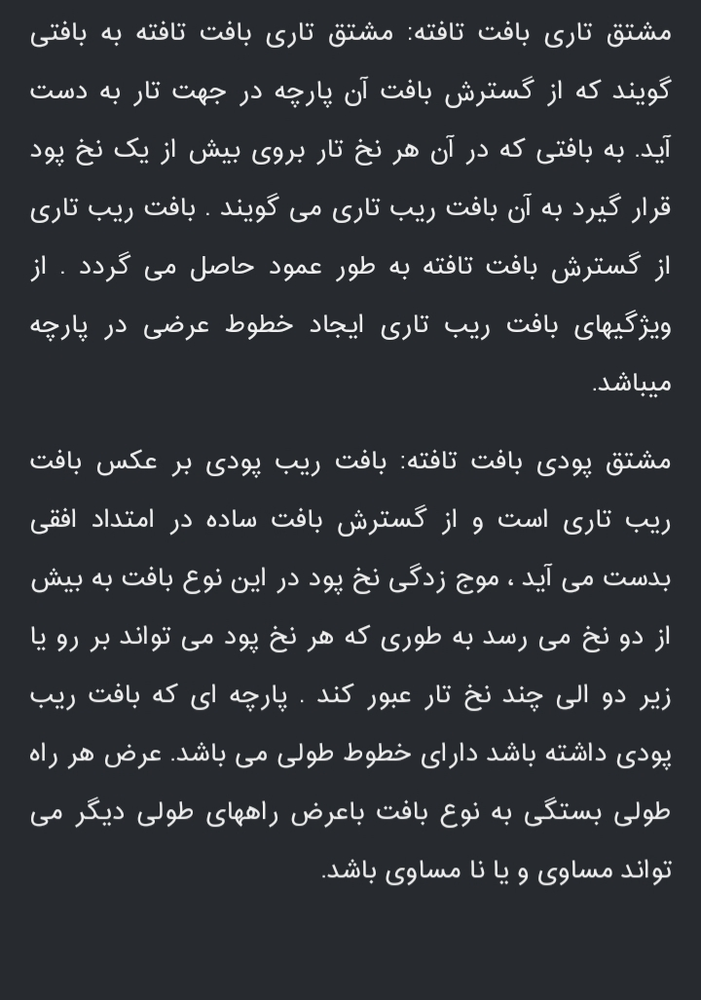 مشتق تاری بافت تافته: مشتق تاری بافت تافته به بافتی
گویند که از گسترش بافت آن پارچه در جهت تار به دست
آید. به بافتی که در آن هر نخ تار بروی بیش از یک نخ پود
قرار گیرد به آن بافت ریب تاری می گویند . بافت ریب تاری
از گسترش بافت تافته به طور عمود حاصل می گردد . از
ویژگیهای بافت ریب تاری ایجاد خطوط عرضی در پارچه
میباشد.
مشتق پودی بافت تافته: بافت ریب پودی بر عکس بافت
ریب تاری است و از گسترش بافت ساده در امتداد افقی
بدست می آید ، موج زدگی نخ پود در این نوع بافت به بیش
از دو نخ می رسد به طوری که هر نخ پود می تواند بر رو یا
زیر دو الی چند نخ تار عبور کند . پارچه ای که بافت ریب
پودی داشته باشد دارای خطوط طولی می باشد. عرض هر راه
طولی بستگی به نوع بافت باعرض راههای طولی دیگر می
تواند مساوی و یا نا مساوی باشد.